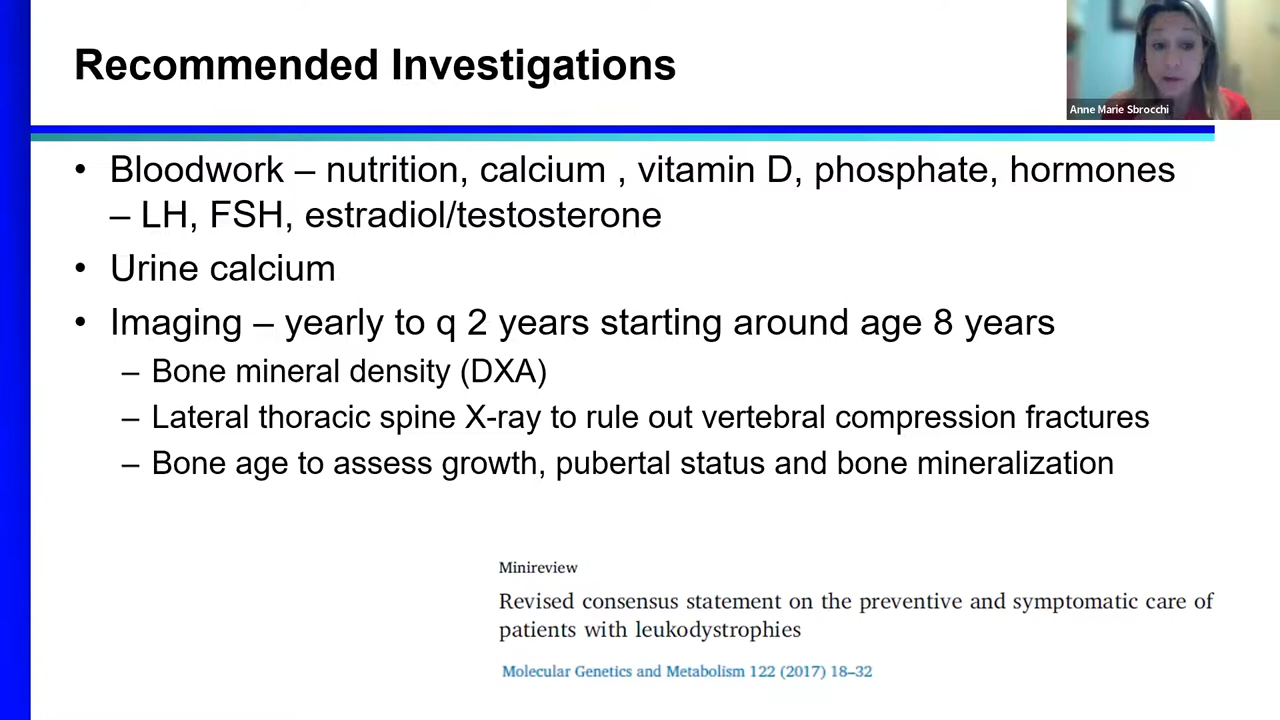 Recommended Investigations
Anne Marie Sbrocchi
• Bloodwork – nutrition, calcium , vitamin D, phosphate, hormones
– LH, FSH, estradiol/testosterone
• Urine calcium
• Imaging – yearly to q 2 years starting around age 8 years
– Bone mineral density (DXA)
– Lateral thoracic spine X-ray to rule out vertebral compression fractures
– Bone age to assess growth, pubertal status and bone mineralization
Minireview
Revised consensus statement on the preventive and symptomatic care of
patients with leukodystrophies
Molecular Genetics and Metabolism 122 (2017) 18–32